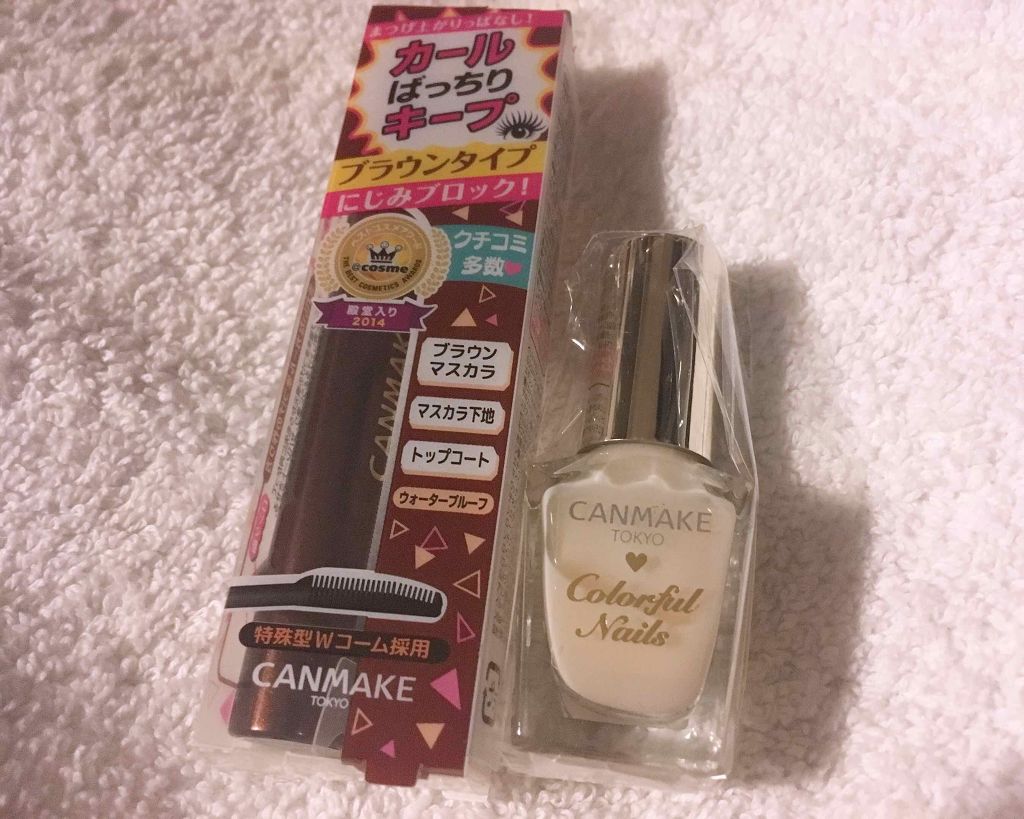 まつげ上がりっぱなし!
カール
ばっちり
キープ
ブラウンタイプ
にじみブロック!
クチコミ
多数
@cosme
THE BEST COSMETICS AWARDS
殿堂入り
2014
ブラウン
マスカラ
マスカラ下地
トップコート
ウォータープルーフ
CANMAK
特殊型Wコーム採用
CANMAKE
TOKYO
CANMAKE
TOKYO
Colorful
Nails